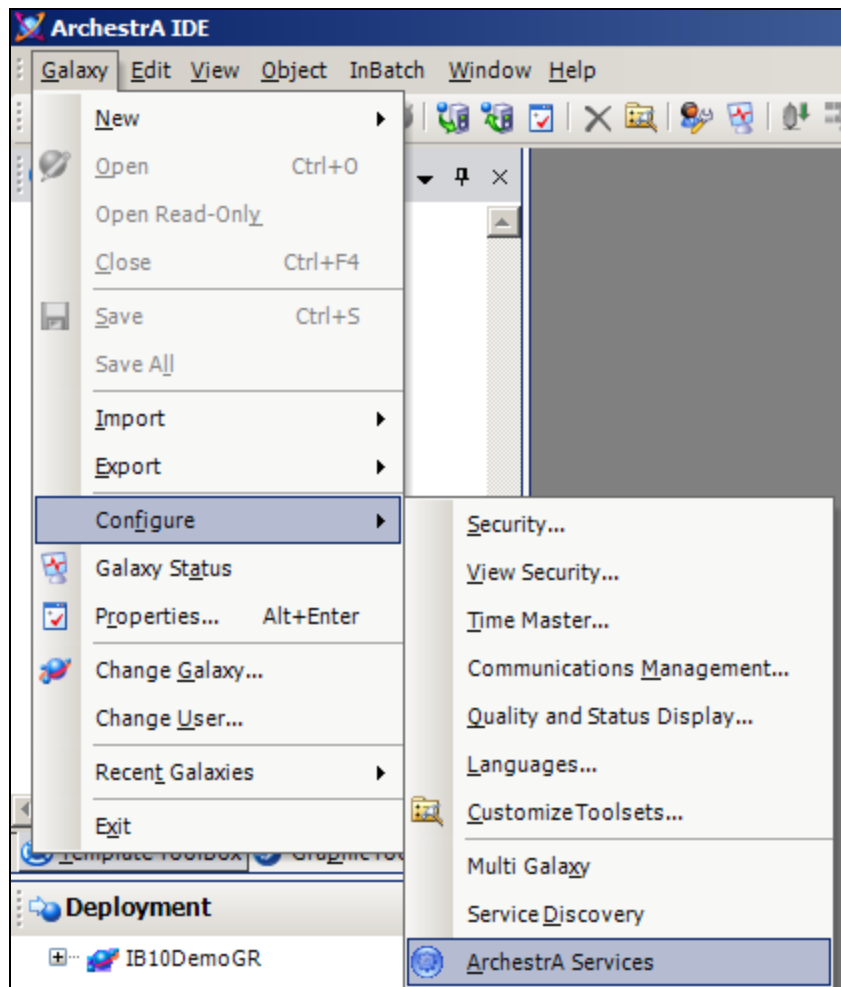 ArchestrA IDE
Galaxy Edit View Object InBatch Window Help
New
Open Ctrl+O
Open Read-Only
Close Ctrl+F4
Save Ctrl+S
Save All
Import
Export
Configure
Galaxy Status
Properties... Alt+Enter
Change Galaxy...
Change User...
Recent Galaxies
Exit
Security...
View Security...
Time Master...
Communications Management...
Quality and Status Display...
Languages...
Customize Toolsets...
Multi Galaxy
Service Discovery
ArchestrA Services
Template Toolbox
Deployment
IB10DemoGR